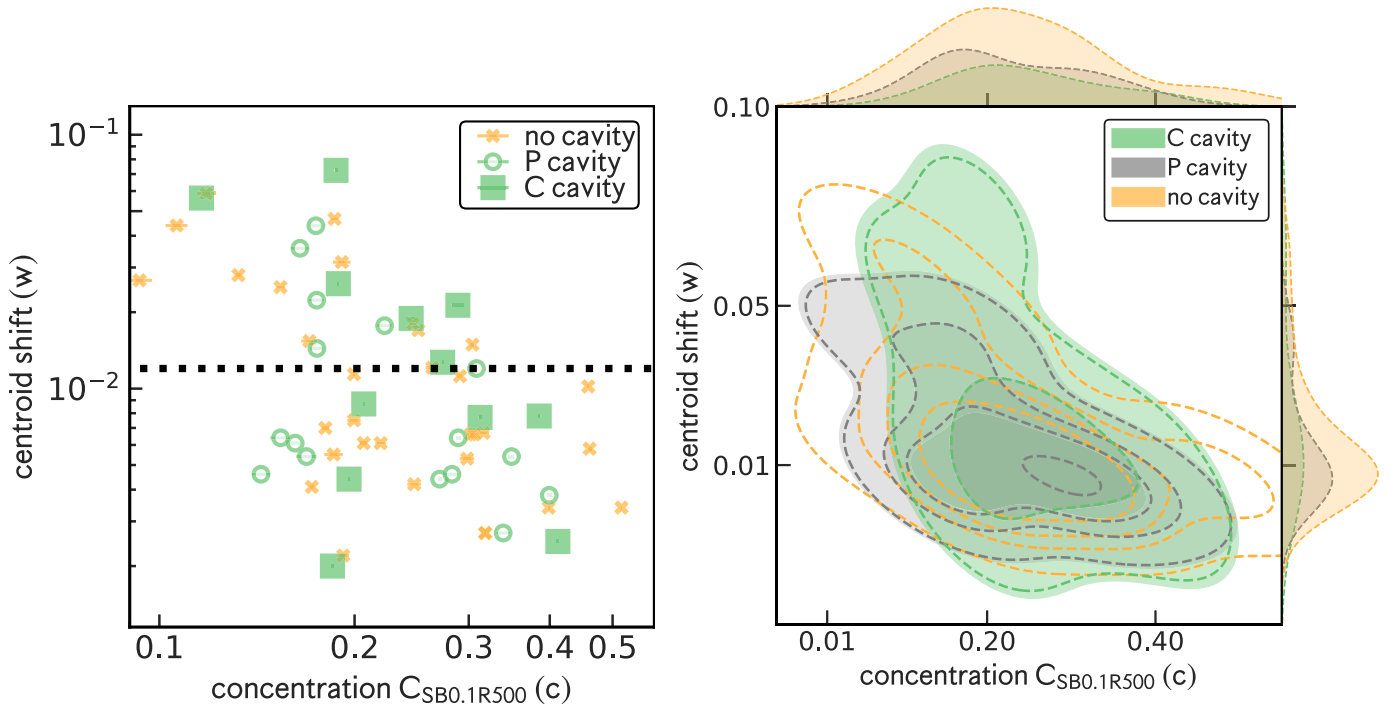 10⁻¹
10⁻²
centroid shift (w)
no cavity
P cavity
C cavity
0.1
0.2
0.3
0.4
0.5
concentration C_SB0.1R500 (c)
0.10
0.05
0.01
centroid shift (w)
C cavity
P cavity
no cavity
0.01
0.20
0.40
concentration C_SB0.1R500 (c)